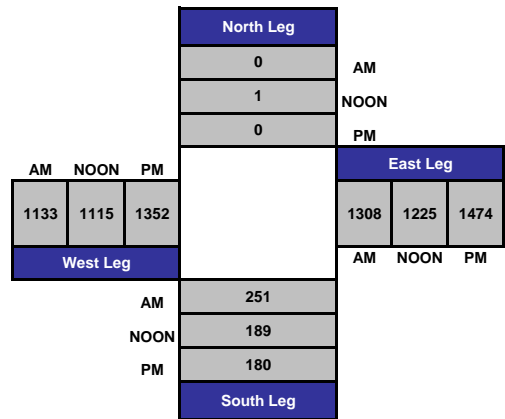 North Leg
0 AM
1 NOON
0 PM
AM NOON PM East Leg
1133 1115 1352 1308 1225 1474
West Leg AM NOON PM
AM 251
NOON 189
PM 180
South Leg